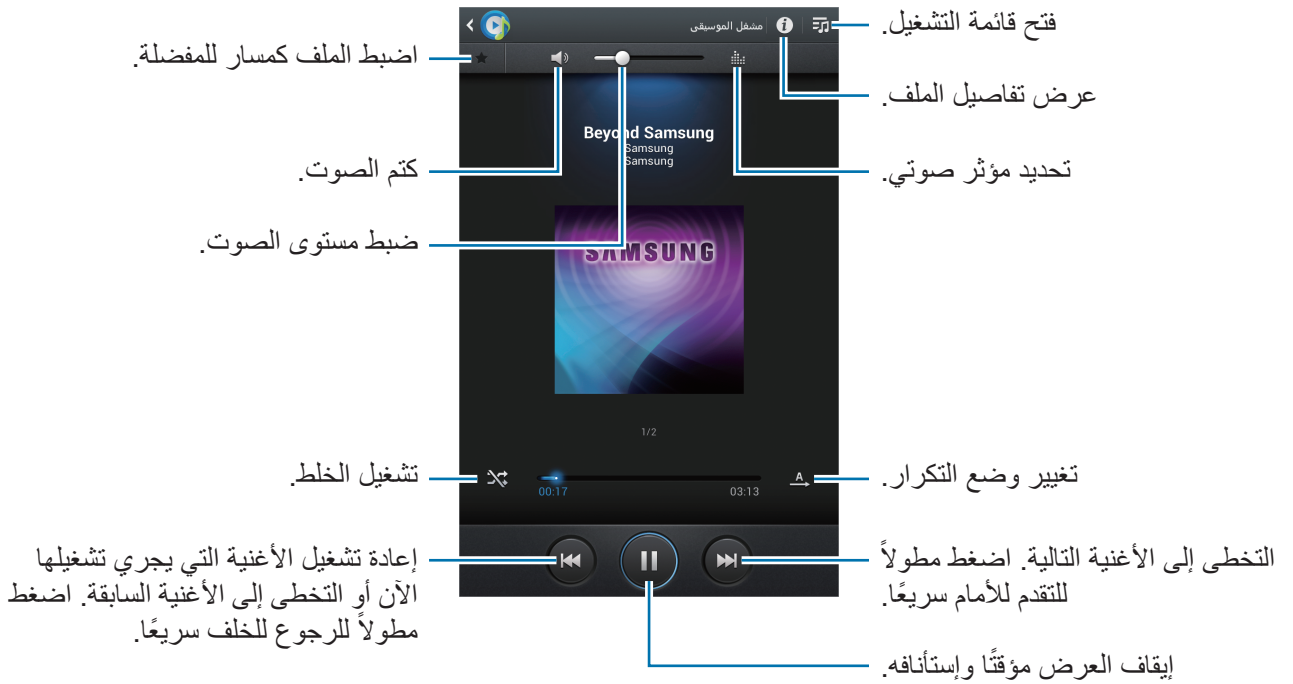 فتح قائمة التشغيل.
مشغل الموسيقى
اضبط الملف كمسار للمفضلة.
عرض تفاصيل الملف.
Beyond Samsung
Samsung
Samsung
تحديد مؤثر صوتي.
كتم الصوت.
ضبط مستوى الصوت.
SAMSUNG
1/2
تغيير وضع التكرار.
A
تشغيل الخلط.
00:17
03:13
التخطى إلى الأغنية التالية. اضغط مطولاً
للتقدم للأمام سريعًا.
إعادة تشغيل الأغنية التي يجري تشغيلها
الآن أو التخطى إلى الأغنية السابقة. اضغط
مطولاً للرجوع للخلف سريعًا.
إيقاف العرض مؤقتًا وإستأنافه.